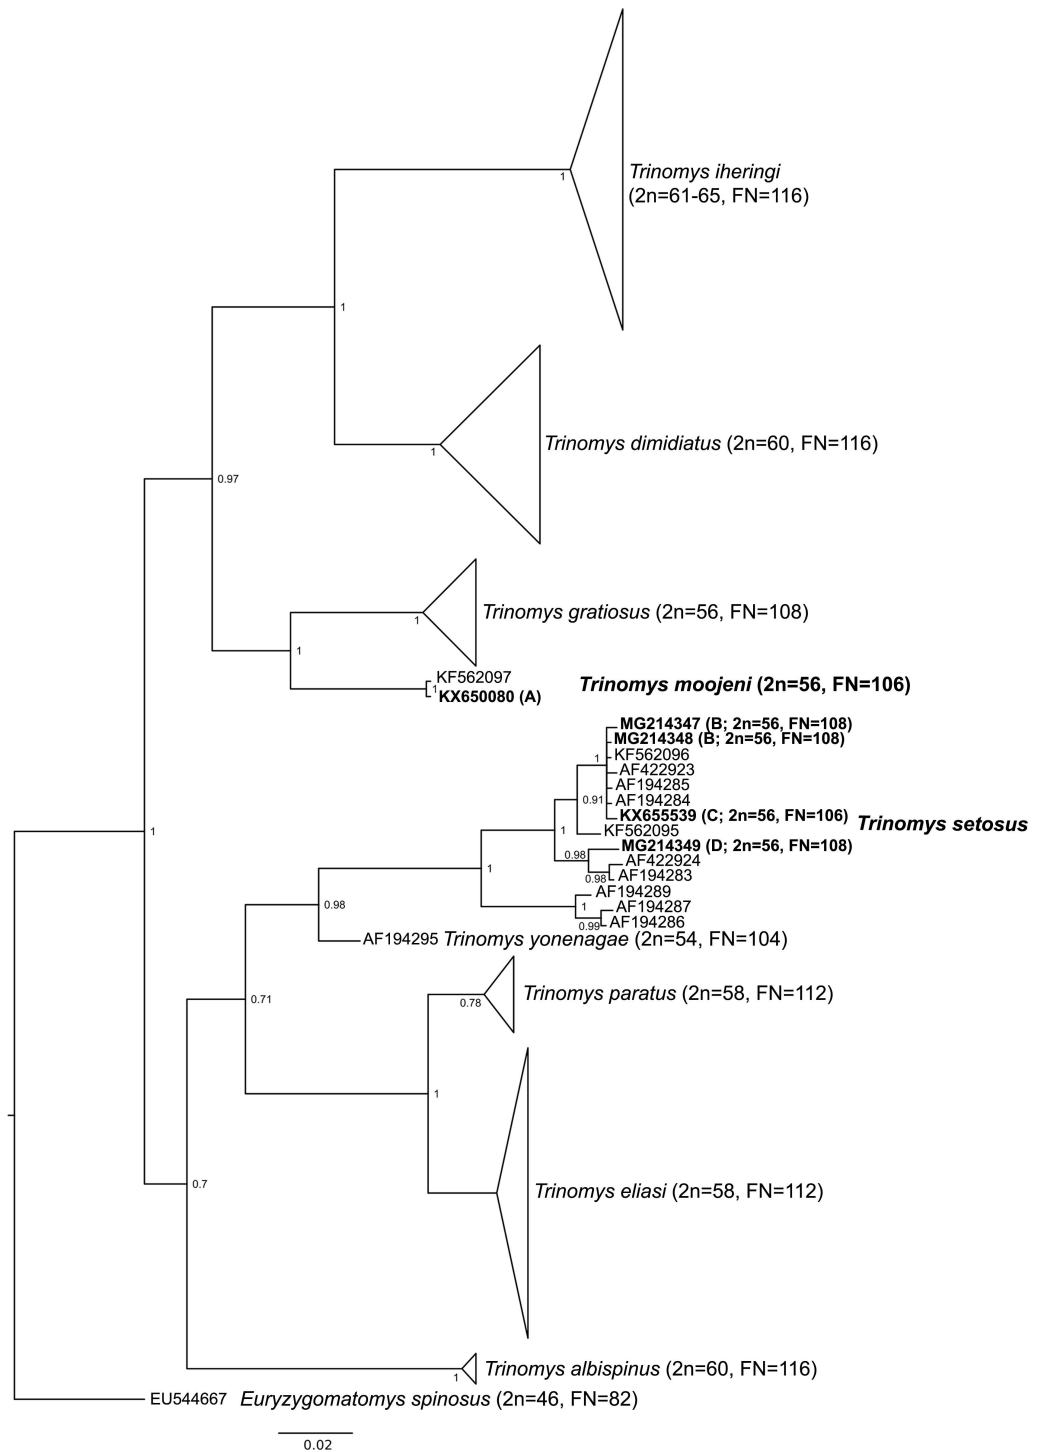 Trinomys iheringi
(2n=61-65, FN=116)
1
1
Trinomys dimidiatus (2n=60, FN=116)
1
0.97
Trinomys gratiosus (2n=56, FN=108)
1
1
KF562097
1
KX650080 (A)
Trinomys moojeni (2n=56, FN=106)
MG214347 (B; 2n=56, FN=108)
MG214348 (B; 2n=56, FN=108)
1
KF562096
AF422923
AF194285
0.91
AF194284
KX655539 (C; 2n=56, FN=106)
Trinomys setosus
1
KF562095
MG214349 (D; 2n=56, FN=108)
0.98
AF422924
1
0.98
AF194283
AF194289
1
AF194287
0.98
0.99
AF194286
AF194295 Trinomys yonenagae (2n=54, FN=104)
Trinomys paratus (2n=58, FN=112)
0.78
0.71
1
1
0.7
Trinomys eliasi (2n=58, FN=112)
Trinomys albispinus (2n=60, FN=116)
1
EU544667 Euryzygomatomys spinosus (2n=46, FN=82)
0.02